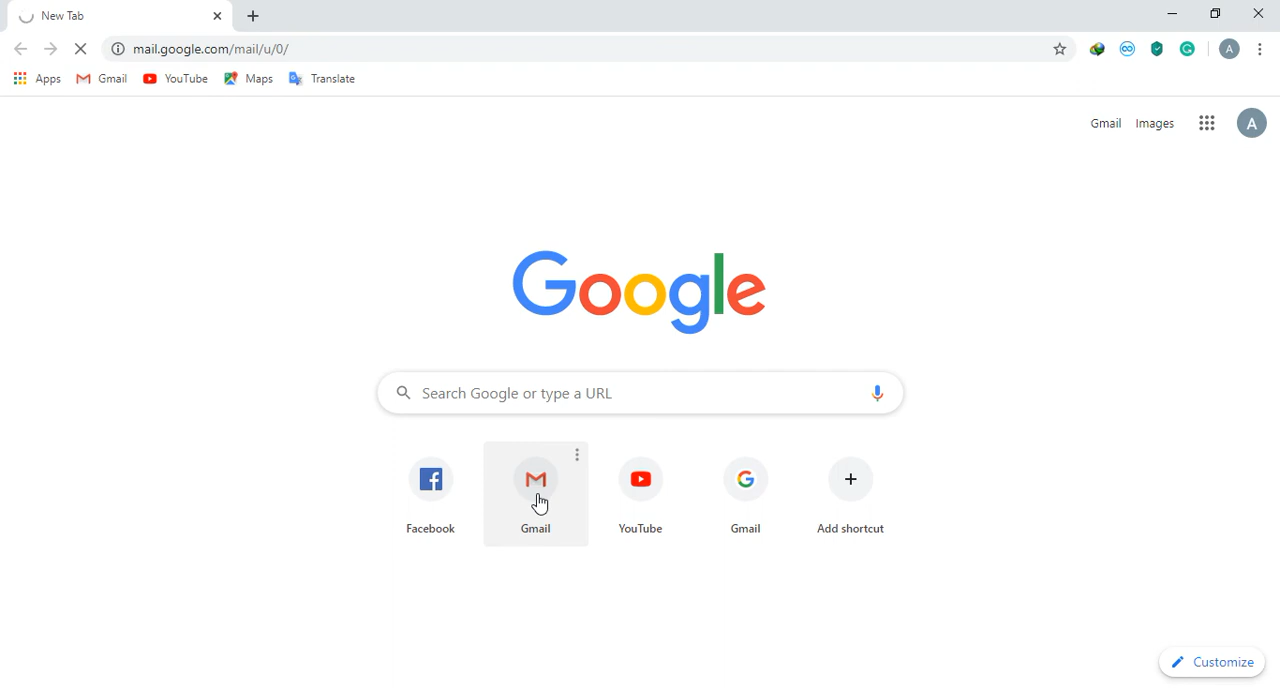 New Tab
mail.google.com/mail/u/0/
A
Apps Gmail YouTube Maps Translate
Gmail Images A
Google
Search Google or type a URL
Facebook Gmail YouTube Gmail Add shortcut
Customize